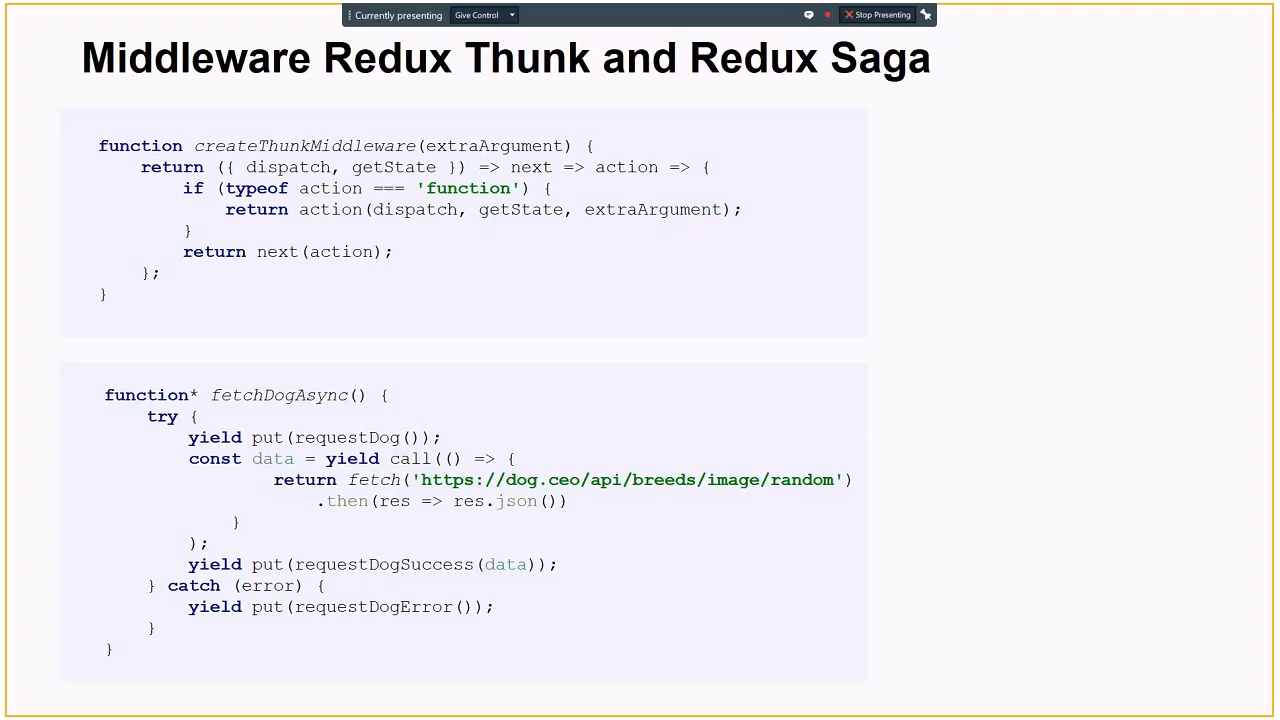 Currently presenting Give Control Stop Presenting
Middleware Redux Thunk and Redux Saga
function createThunkMiddleware(extraArgument) {
    return ({ dispatch, getState }) => next => action => {
        if (typeof action === 'function') {
            return action(dispatch, getState, extraArgument);
        }
        return next(action);
    };
}
function* fetchDogAsync() {
    try {
        yield put(requestDog());
        const data = yield call(() => {
                return fetch('https://dog.ceo/api/breeds/image/random')
                    .then(res => res.json())
            }
        );
        yield put(requestDogSuccess(data));
    } catch (error) {
        yield put(requestDogError());
    }
}